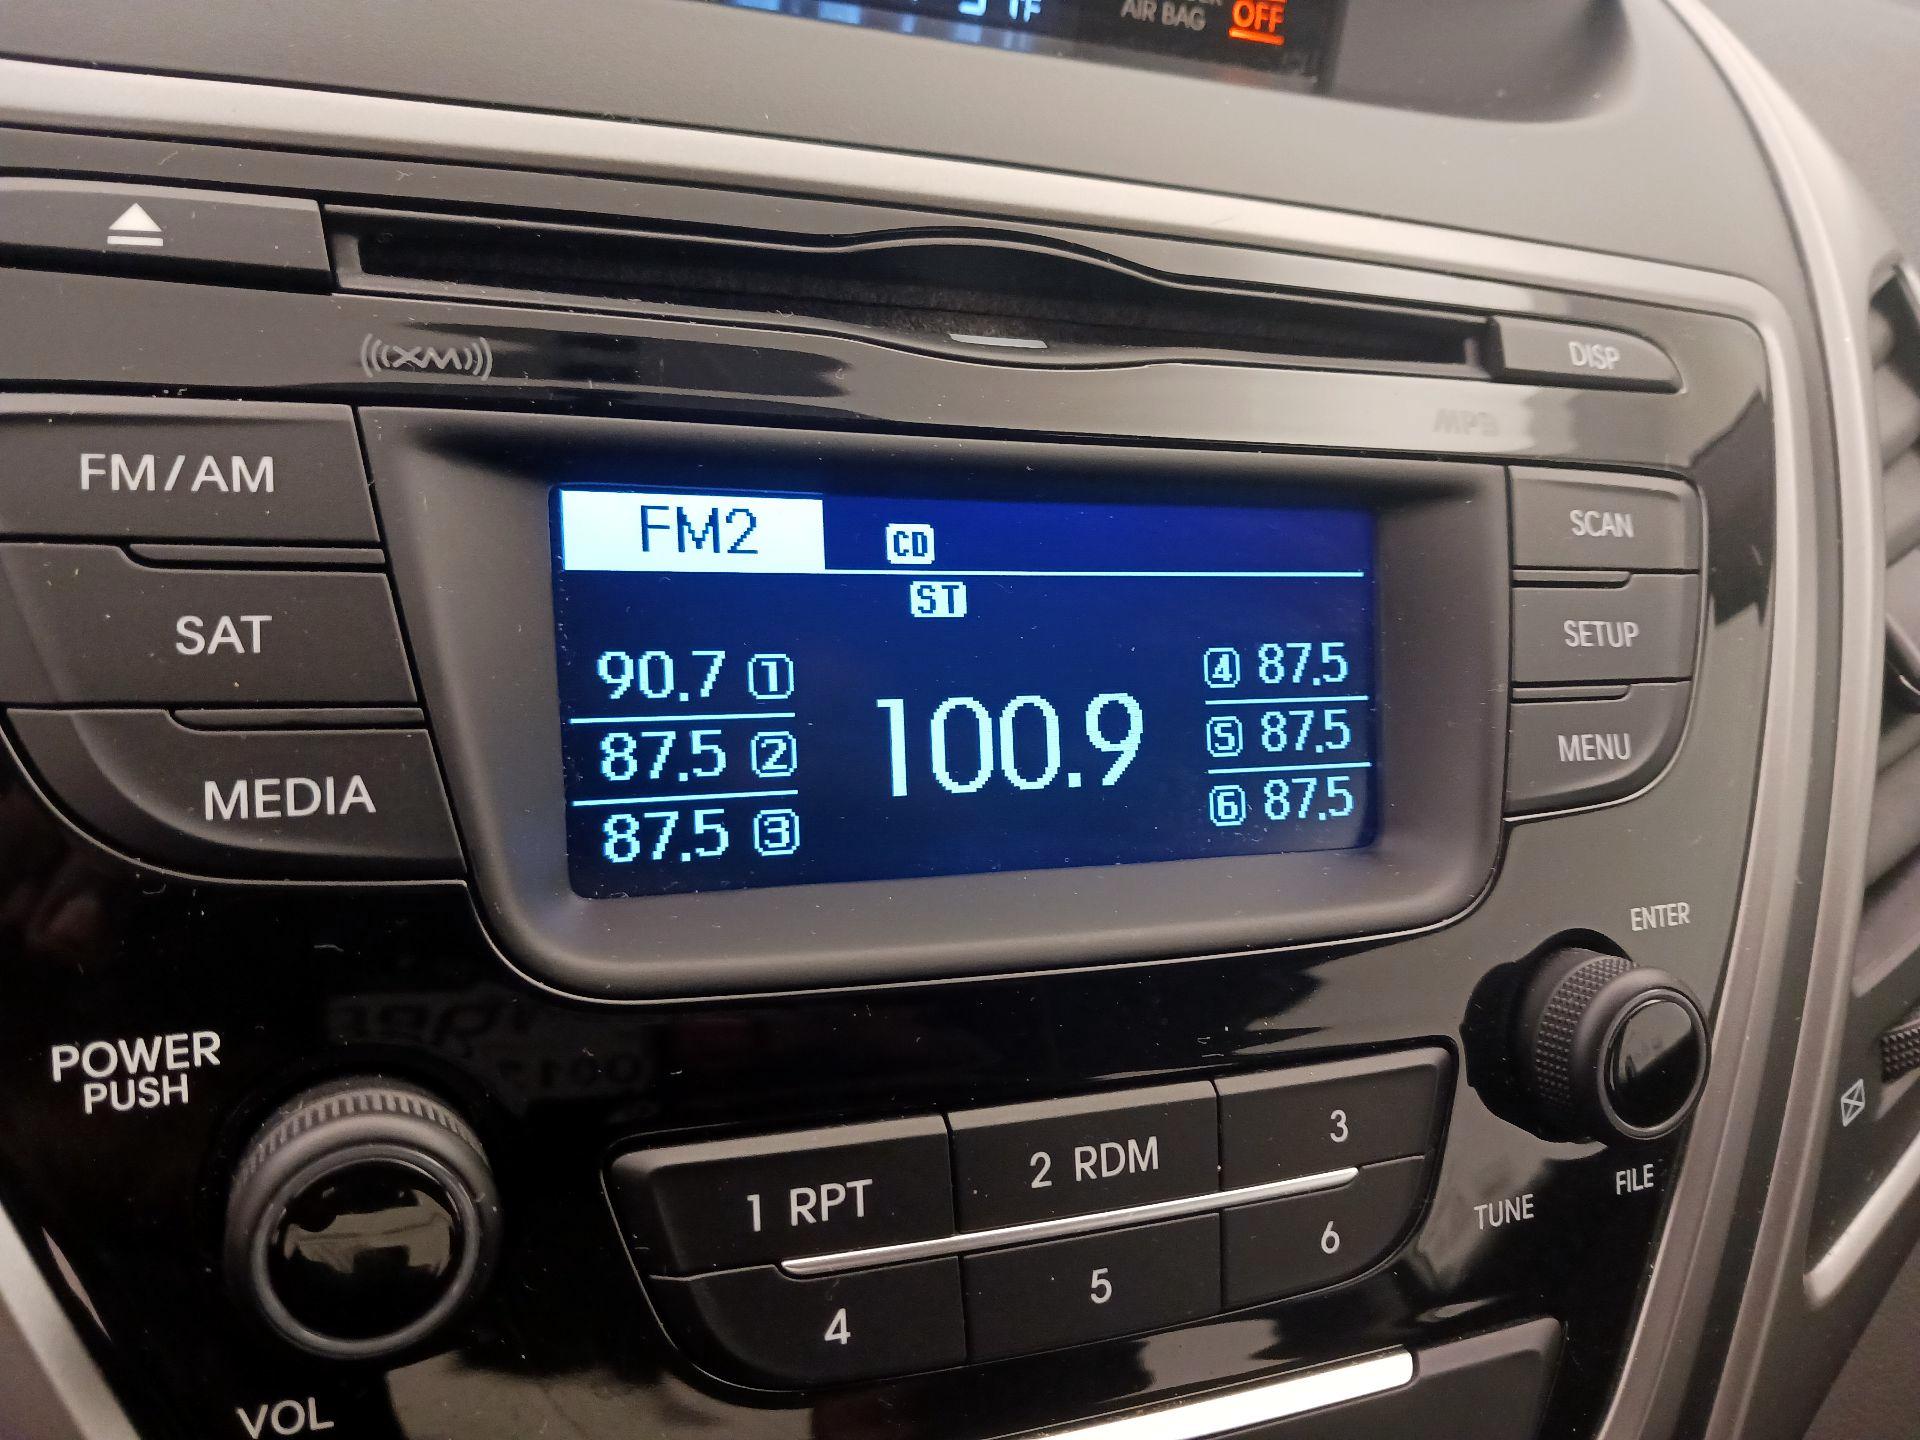 AIR BAG OFF
XM
DISP
MP3
FM/AM
SAT
MEDIA
FM2 CD
ST
90.7 1
87.5 2
87.5 3
100.9
4 87.5
5 87.5
6 87.5
SCAN
SETUP
MENU
ENTER
TUNE
FILE
POWER
PUSH
VOL
1 RPT
2 RDM
3
4
5
6